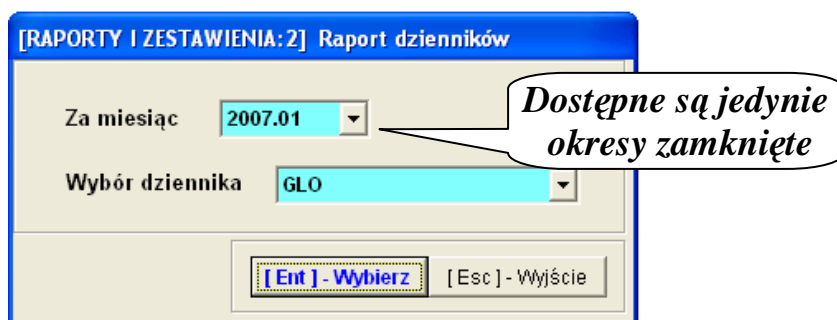 [RAPORTY I ZESTAWIENIA:2] Raport dzienników
Za miesiąc 2007.01
Dostępne są jedynie
okresy zamknięte
Wybór dziennika GLO
[ Ent ] - Wybierz [ Esc ] - Wyjście